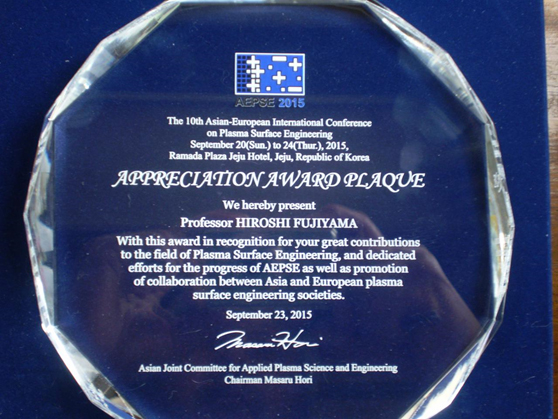 AEPSE 2015
The 10th Asian-European International Conference
on Plasma Surface Engineering
September 20(Sun.) to 24(Thur.), 2015,
Ramada Plaza Jeju Hotel, Jeju, Republic of Korea
APPRECIATION AWARD PLAQUE
We hereby present
Professor HIROSHI FUJIYAMA
With this award in recognition for your great contributions
to the field of Plasma Surface Engineering, and dedicated
efforts for the progress of AEPSE as well as promotion
of collaboration between Asia and European plasma
surface engineering societies.
September 23, 2015
Masaru Hori
Asian Joint Committee for Applied Plasma Science and Engineering
Chairman Masaru Hori